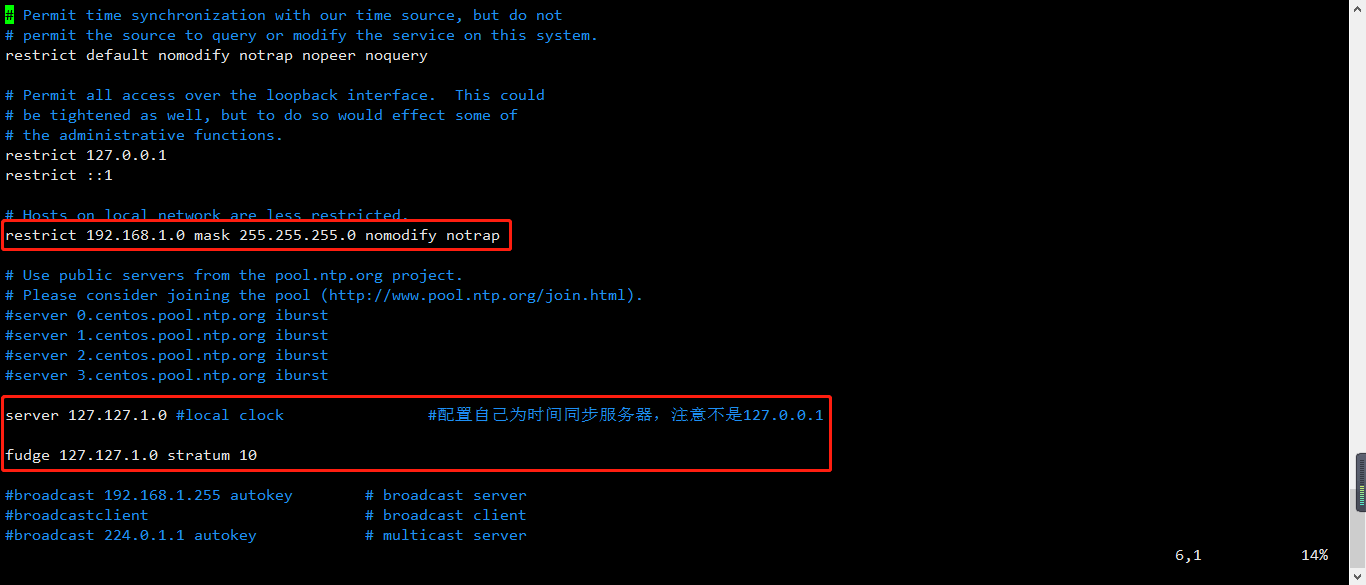 # Permit time synchronization with our time source, but do not
# permit the source to query or modify the service on this system.
restrict default nomodify notrap nopeer noquery
# Permit all access over the loopback interface.  This could
# be tightened as well, but to do so would effect some of
# the administrative functions.
restrict 127.0.0.1
restrict ::1
# Hosts on local network are less restricted.
restrict 192.168.1.0 mask 255.255.255.0 nomodify notrap
# Use public servers from the pool.ntp.org project.
# Please consider joining the pool (http://www.pool.ntp.org/join.html).
#server 0.centos.pool.ntp.org iburst
#server 1.centos.pool.ntp.org iburst
#server 2.centos.pool.ntp.org iburst
#server 3.centos.pool.ntp.org iburst
server 127.127.1.0 #local clock                #配置自己为时间同步服务器，注意不是127.0.0.1
fudge 127.127.1.0 stratum 10
#broadcast 192.168.1.255 autokey        # broadcast server
#broadcastclient                        # broadcast client
#broadcast 224.0.1.1 autokey            # multicast server
6,1           14%